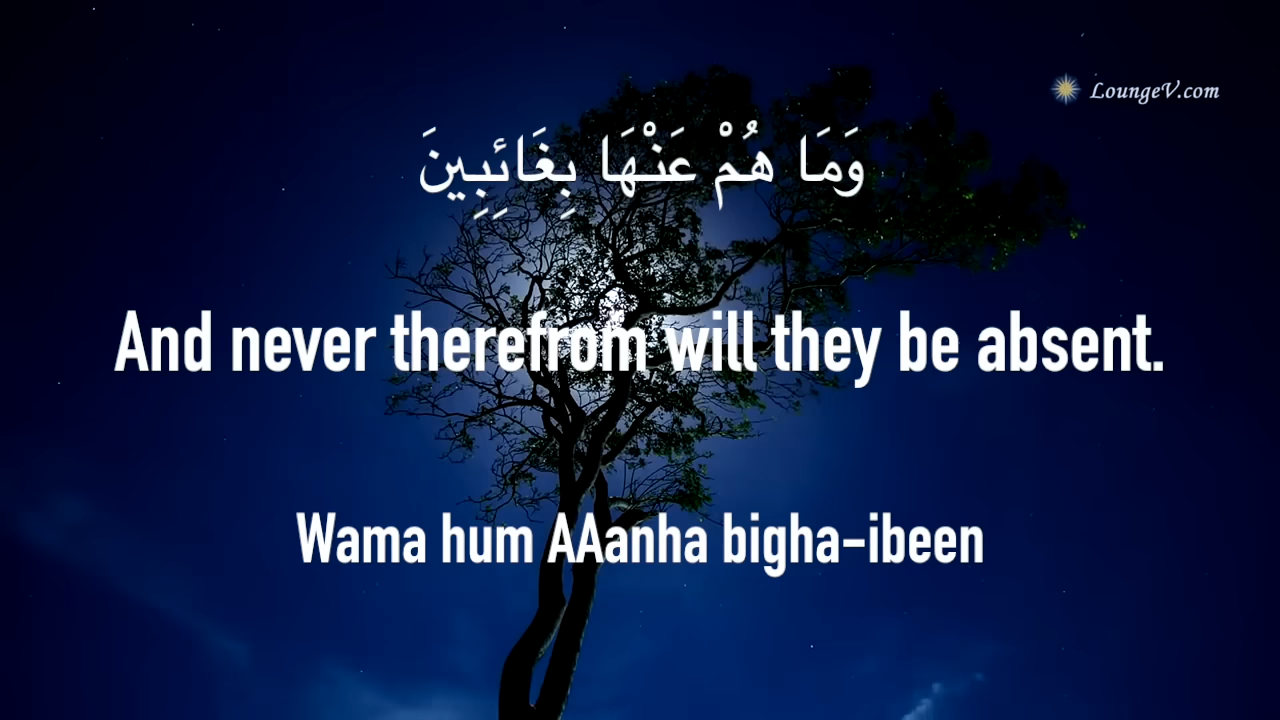 LoungeV.com
وَمَا هُمْ عَنْهَا بِغَائِبِينَ
And never therefrom will they be absent.
Wama hum AAanha bigha-ibeen